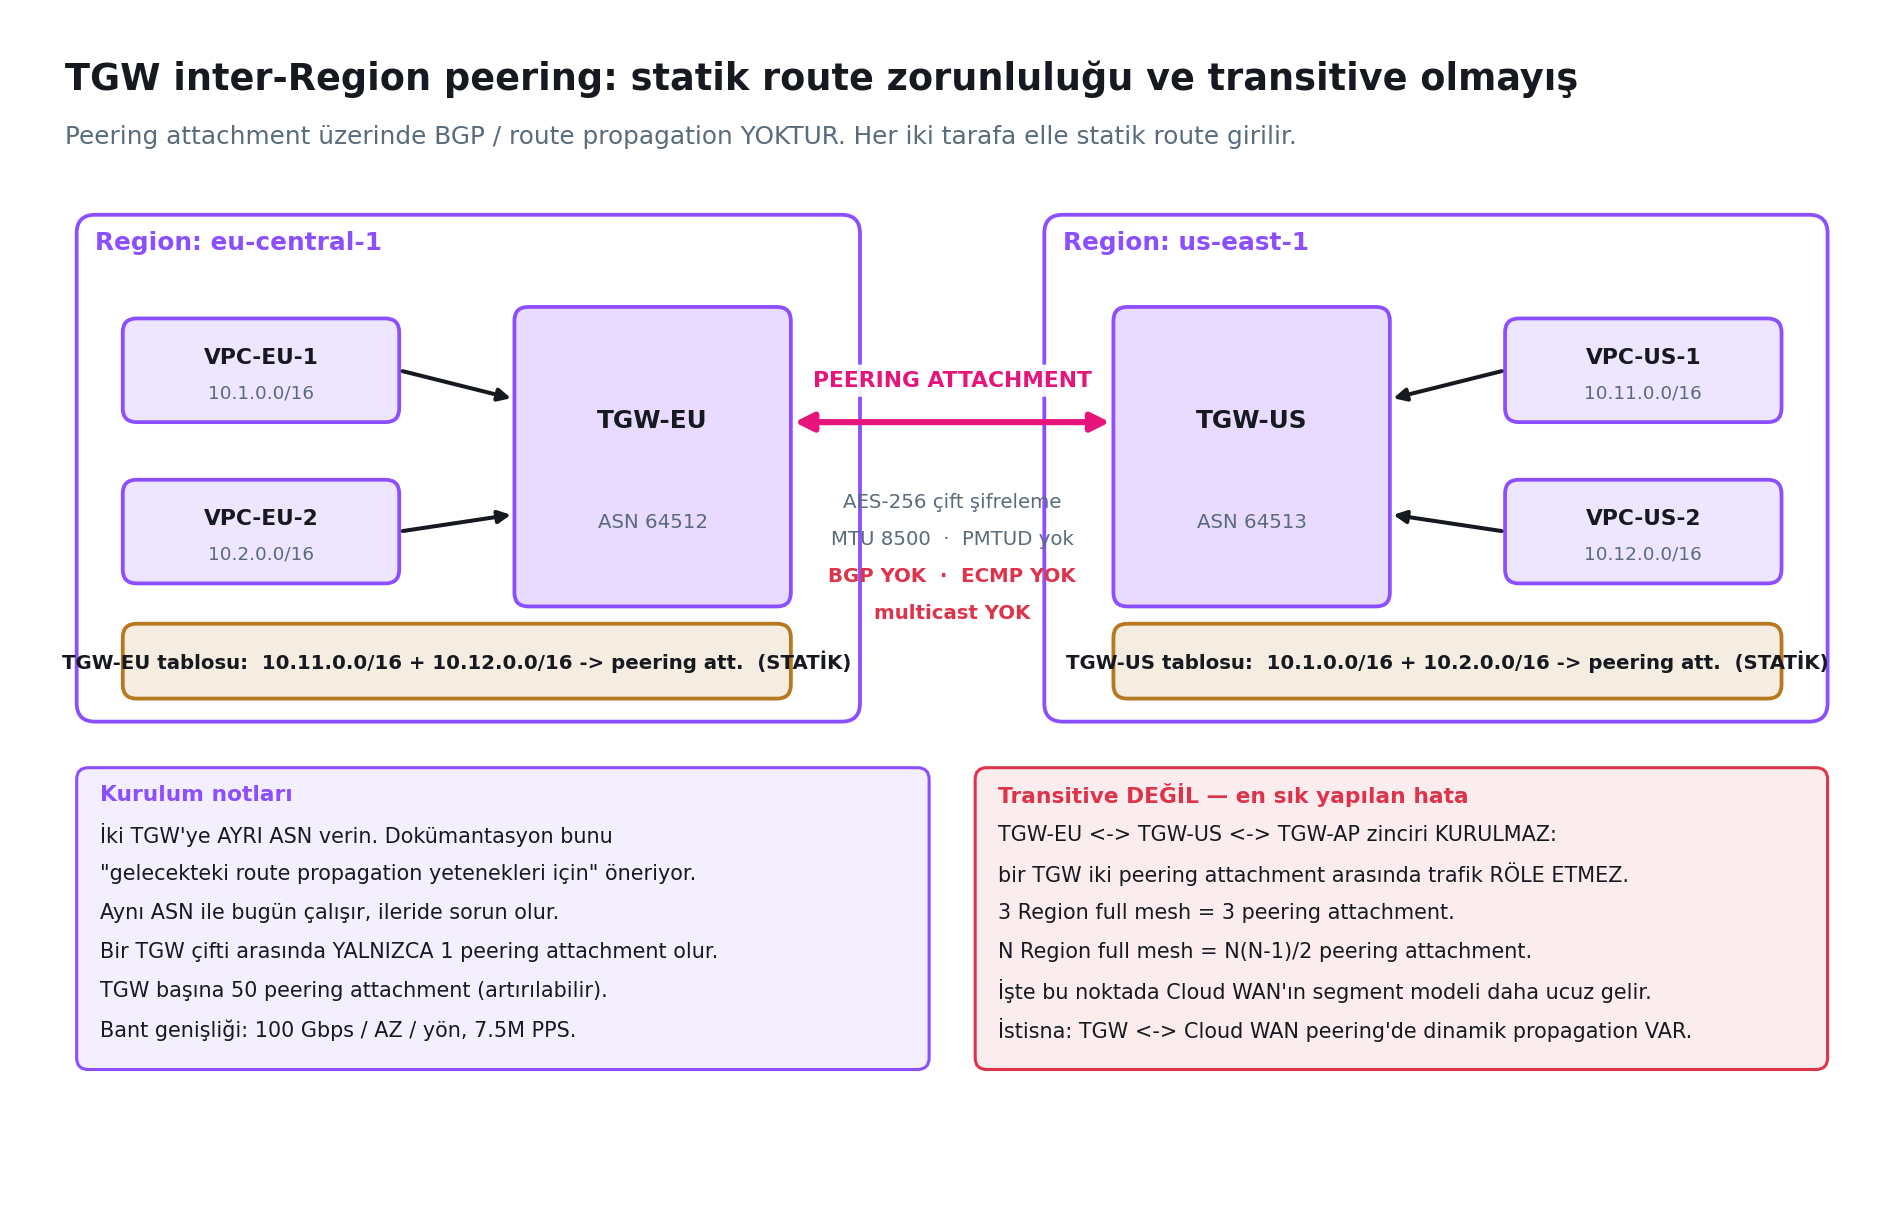 TGW inter-Region peering: statik route zorunluluğu ve transitive olmayış
Peering attachment üzerinde BGP / route propagation YOKTUR. Her iki tarafa elle statik route girilir.
Region: eu-central-1
VPC-EU-1
10.1.0.0/16
VPC-EU-2
10.2.0.0/16
TGW-EU
ASN 64512
TGW-EU tablosu:  10.11.0.0/16 + 10.12.0.0/16 -> peering att.  (STATİK)
PEERING ATTACHMENT
AES-256 çift şifreleme
MTU 8500  ·  PMTUD yok
BGP YOK  ·  ECMP YOK
multicast YOK
Region: us-east-1
TGW-US
ASN 64513
VPC-US-1
10.11.0.0/16
VPC-US-2
10.12.0.0/16
TGW-US tablosu:  10.1.0.0/16 + 10.2.0.0/16 -> peering att.  (STATİK)
Kurulum notları
İki TGW'ye AYRI ASN verin. Dokümantasyon bunu
"gelecekteki route propagation yetenekleri için" öneriyor.
Aynı ASN ile bugün çalışır, ileride sorun olur.
Bir TGW çifti arasında YALNIZCA 1 peering attachment olur.
TGW başına 50 peering attachment (artırılabilir).
Bant genişliği: 100 Gbps / AZ / yön, 7.5M PPS.
Transitive DEĞİL — en sık yapılan hata
TGW-EU <-> TGW-US <-> TGW-AP zinciri KURULMAZ:
bir TGW iki peering attachment arasında trafik RÖLE ETMEZ.
3 Region full mesh = 3 peering attachment.
N Region full mesh = N(N-1)/2 peering attachment.
İşte bu noktada Cloud WAN'ın segment modeli daha ucuz gelir.
İstisna: TGW <-> Cloud WAN peering'de dinamik propagation VAR.